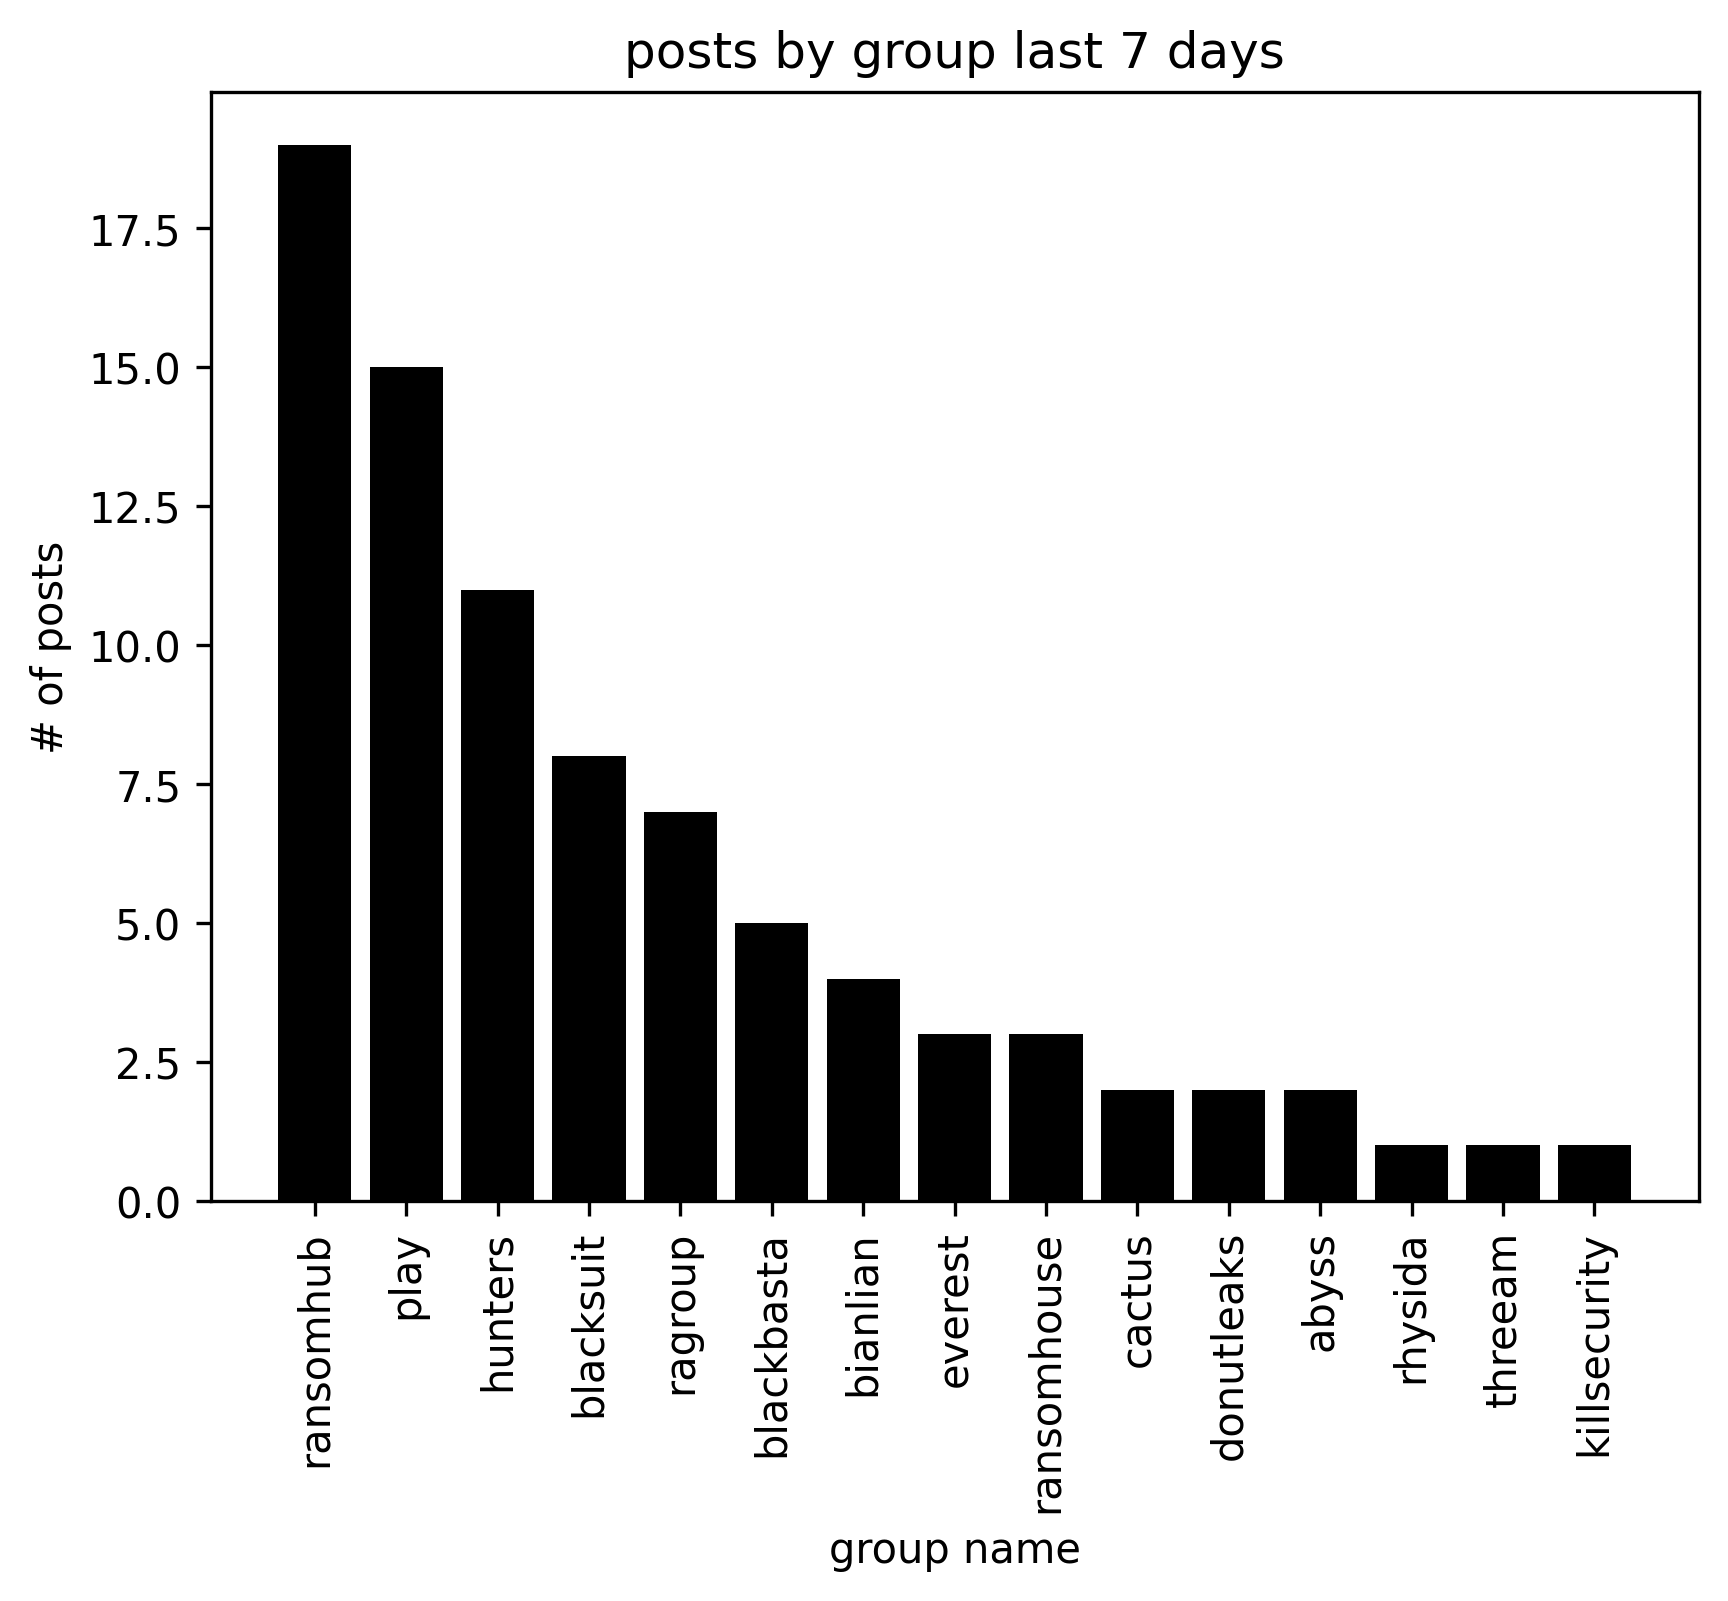 posts by group last 7 days
17.5
15.0
12.5
10.0
7.5
5.0
2.5
0.0
# of posts
ransomhub
play
hunters
blacksuit
ragroup
blackbasta
bianlian
everest
ransomhouse
cactus
donutleaks
abyss
rhysida
threeam
killsecurity
group name